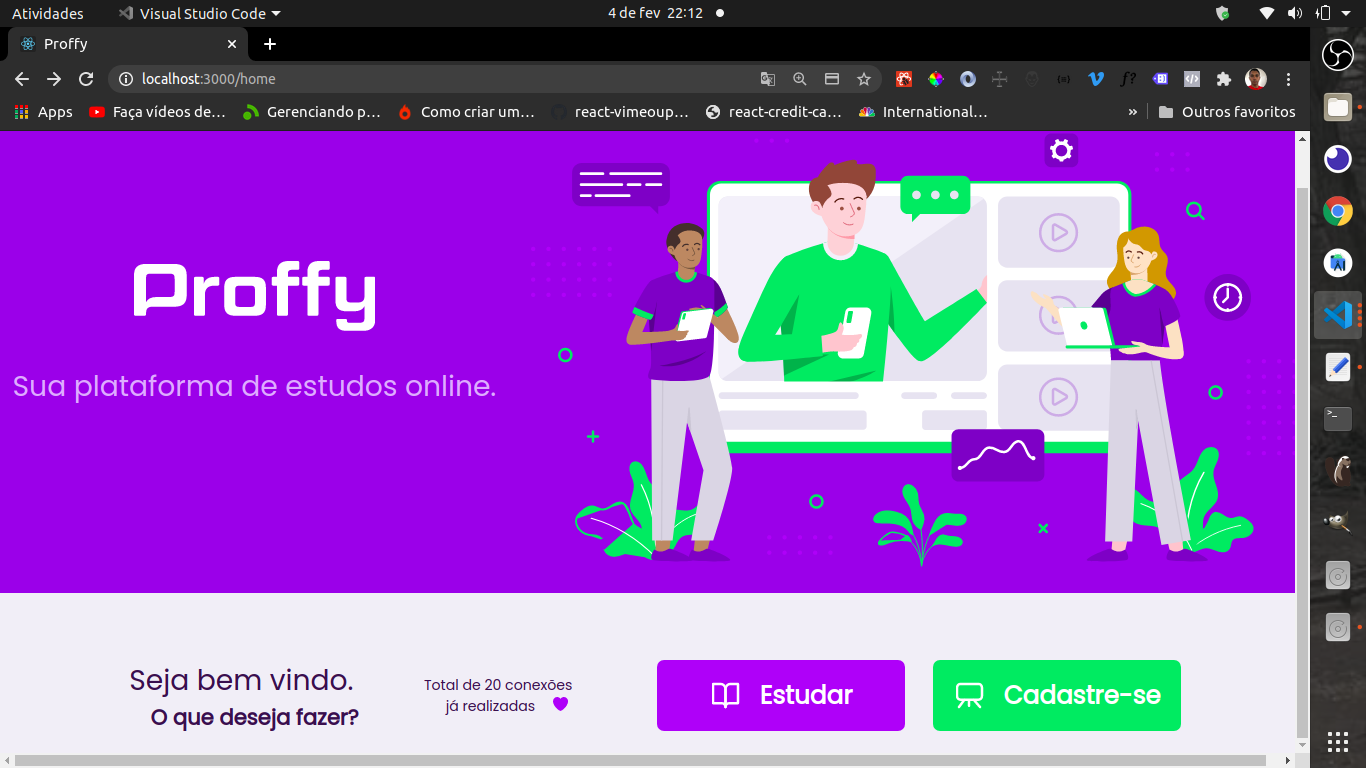 Atividades
Visual Studio Code
4 de fev 22:12
Proffy
localhost:3000/home
Apps
Faça vídeos de…
Gerenciando p…
Como criar um…
react-vimeoup…
react-credit-ca…
International…
»
Outros favoritos
Proffy
Sua plataforma de estudos online.
Seja bem vindo.
O que deseja fazer?
Total de 20 conexões
já realizadas
Estudar
Cadastre-se